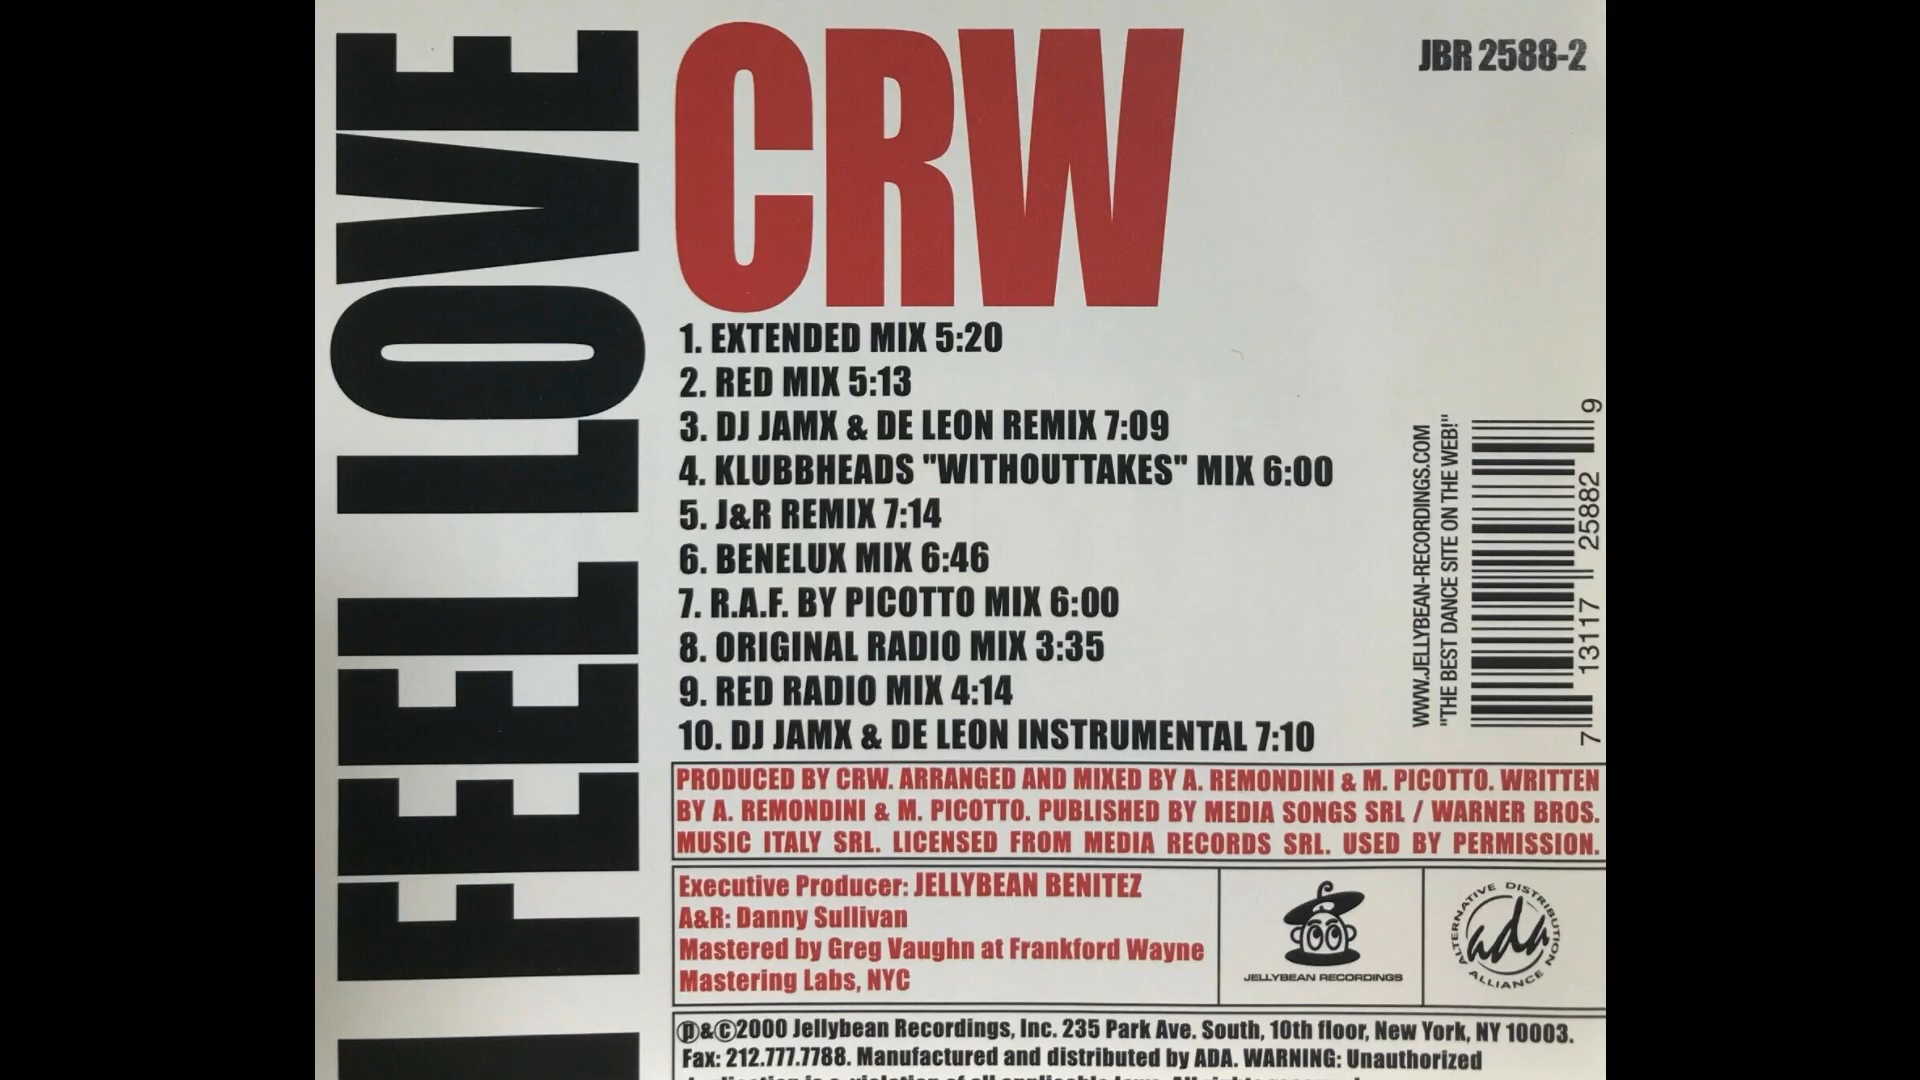 I FEEL LOVE
CRW
JBR 2588-2
1. EXTENDED MIX 5:20
2. RED MIX 5:13
3. DJ JAMX & DE LEON REMIX 7:09
4. KLUBBHEADS "WITHOUTTAKES" MIX 6:00
5. J&R REMIX 7:14
6. BENELUX MIX 6:46
7. R.A.F. BY PICOTTO MIX 6:00
8. ORIGINAL RADIO MIX 3:35
9. RED RADIO MIX 4:14
10. DJ JAMX & DE LEON INSTRUMENTAL 7:10
WWW.JELLYBEAN-RECORDINGS.COM
"THE BEST DANCE SITE ON THE WEB!"
7 13117 25882 9
PRODUCED BY CRW. ARRANGED AND MIXED BY A. REMONDINI & M. PICOTTO. WRITTEN
BY A. REMONDINI & M. PICOTTO. PUBLISHED BY MEDIA SONGS SRL / WARNER BROS.
MUSIC ITALY SRL. LICENSED FROM MEDIA RECORDS SRL. USED BY PERMISSION.
Executive Producer: JELLYBEAN BENITEZ
A&R: Danny Sullivan
Mastered by Greg Vaughn at Frankford Wayne
Mastering Labs, NYC
JELLYBEAN RECORDINGS
ALTERNATIVE DISTRIBUTION ALLIANCE
ada
℗&©2000 Jellybean Recordings, Inc. 235 Park Ave. South, 10th floor, New York, NY 10003.
Fax: 212.777.7788. Manufactured and distributed by ADA. WARNING: Unauthorized